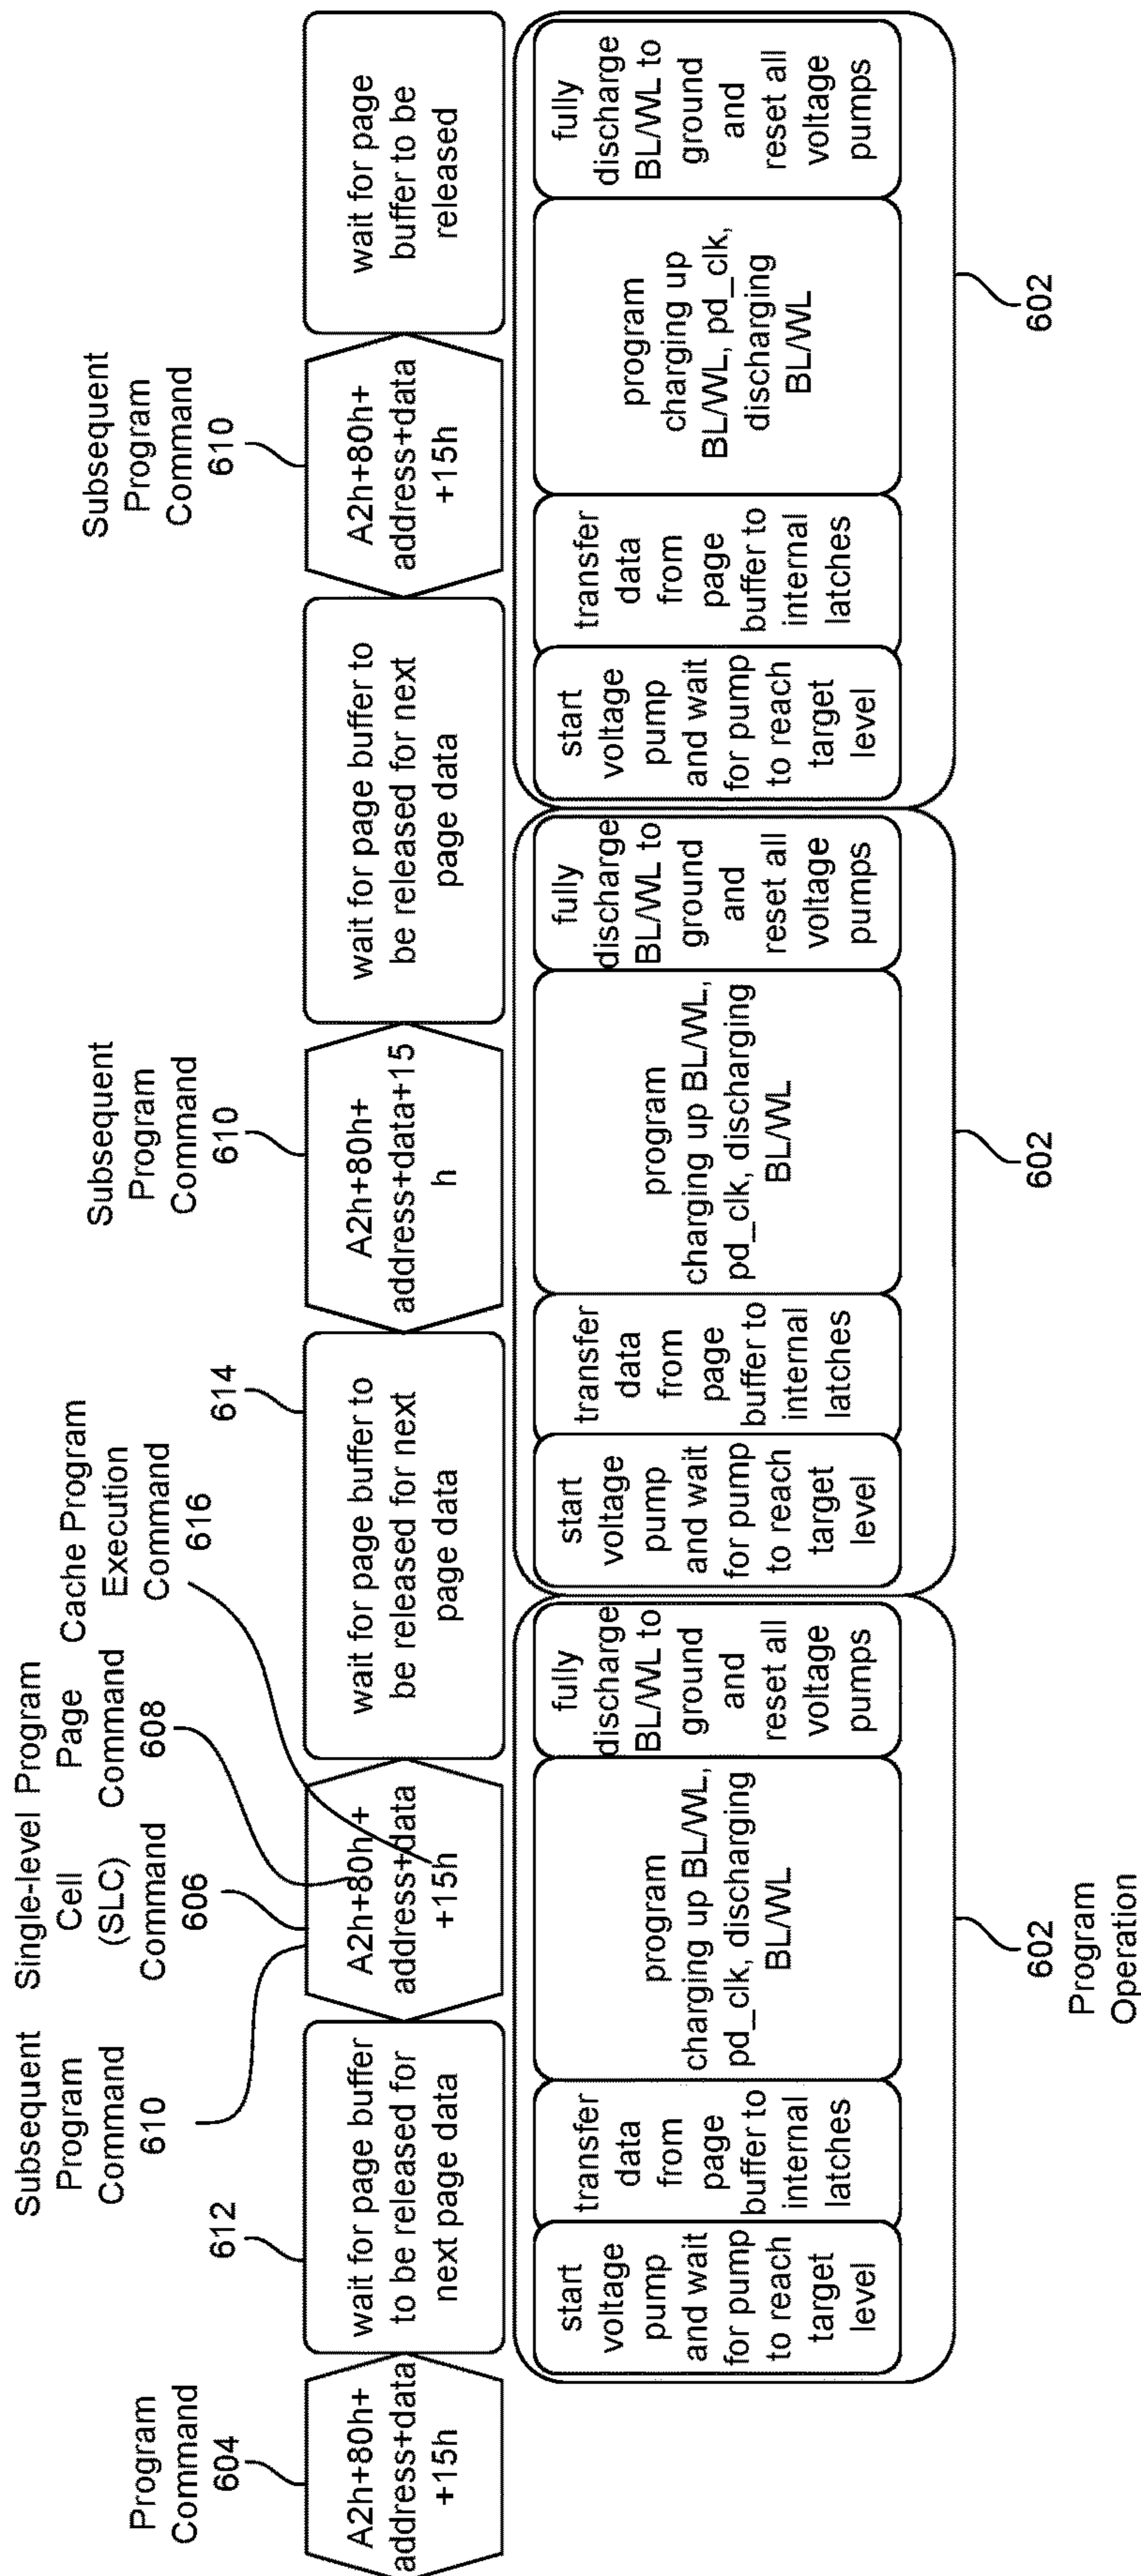 Program
Command
604
612
Subsequent
Program
Command
610
Single-level
Cell
(SLC)
Command
606
Program
Page
Command
608
Cache Program
Execution
Command
616
614
Subsequent
Program
Command
610
Subsequent
Program
Command
610
A2h+80h+
address+data
+15h
wait for page buffer
to be released for
next page data
A2h+80h+
address+data
+15h
wait for page buffer to
be released for next
page data
A2h+80h+
address+data+15
h
wait for page buffer to
be released for next
page data
A2h+80h+
address+data
+15h
wait for page
buffer to be
released
start
voltage
pump
and wait
for pump
to reach
target
level
transfer
data
from
page
buffer to
internal
latches
program
charging up BL/WL,
pd_clk, discharging
BL/WL
fully
discharge
BL/WL to
ground
and
reset all
voltage
pumps
start
voltage
pump
and wait
for pump
to reach
target
level
transfer
data
from
page
buffer to
internal
latches
program
charging up BL/WL,
pd_clk, discharging
BL/WL
fully
discharge
BL/WL to
ground
and
reset all
voltage
pumps
start
voltage
pump
and wait
for pump
to reach
target
level
transfer
data
from
page
buffer to
internal
latches
program
charging up
BL/WL, pd_clk,
discharging
BL/WL
fully
discharge
BL/WL to
ground
and
reset all
voltage
pumps
602
Program
Operation
602
602